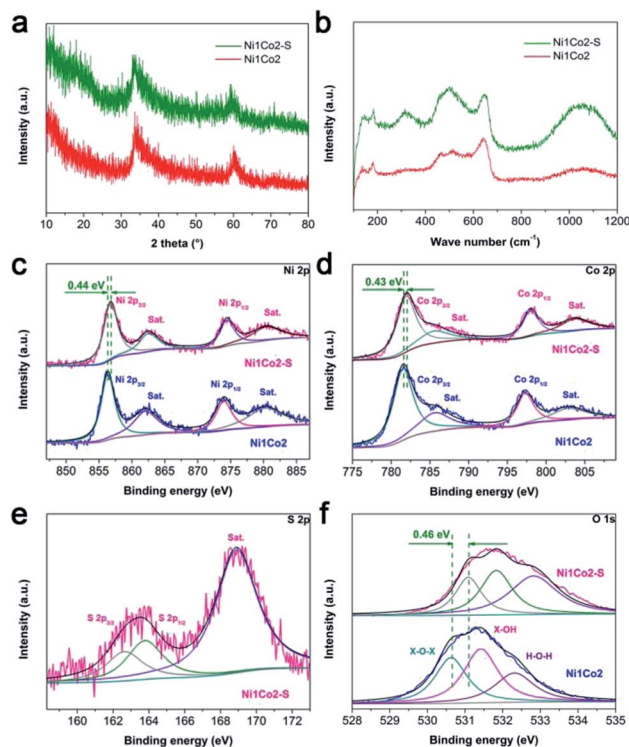 a
Ni1Co2-S
Ni1Co2
Intensity (a.u.)
10 20 30 40 50 60 70 80
2 theta (°)
b
Ni1Co2-S
Ni1Co2
Intensity (a.u.)
200 400 600 800 1000 1200
Wave number (cm-1)
c
Ni 2p
0.44 eV
Ni 2p3/2
Sat.
Ni 2p1/2
Sat.
Ni1Co2-S
Ni 2p3/2
Sat.
Ni 2p1/2
Sat.
Ni1Co2
Intensity (a.u.)
850 855 860 865 870 875 880 885
Binding energy (eV)
d
Co 2p
0.43 eV
Co 2p3/2
Sat.
Co 2p1/2
Sat.
Ni1Co2-S
Co 2p3/2
Sat.
Co 2p1/2
Sat.
Ni1Co2
Intensity (a.u.)
775 780 785 790 795 800 805
Binding energy (eV)
e
S 2p
Sat.
S 2p3/2
S 2p1/2
Ni1Co2-S
Intensity (a.u.)
160 162 164 166 168 170 172
Binding energy (eV)
f
O 1s
0.46 eV
Ni1Co2-S
X-OH
X-O-X
H-O-H
Ni1Co2
Intensity (a.u.)
528 529 530 531 532 533 534 535
Binding energy (eV)